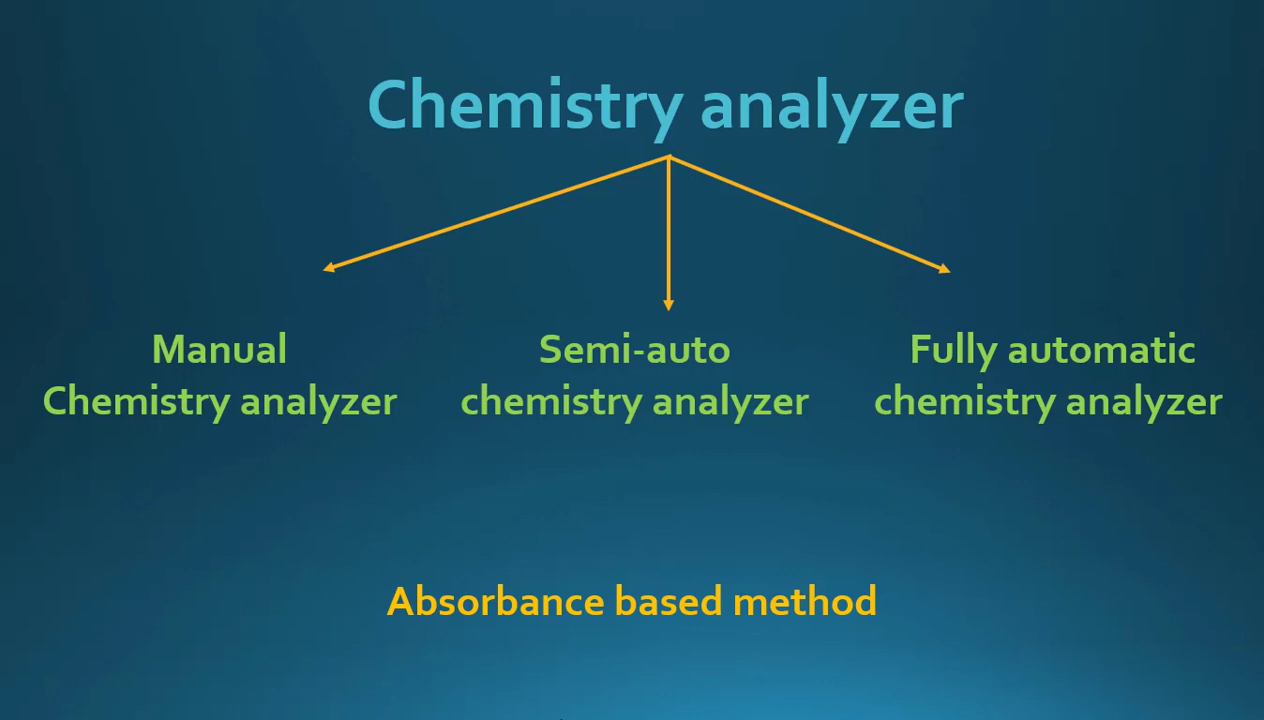 Chemistry analyzer
Manual
Chemistry analyzer
Semi-auto
chemistry analyzer
Fully automatic
chemistry analyzer
Absorbance based method